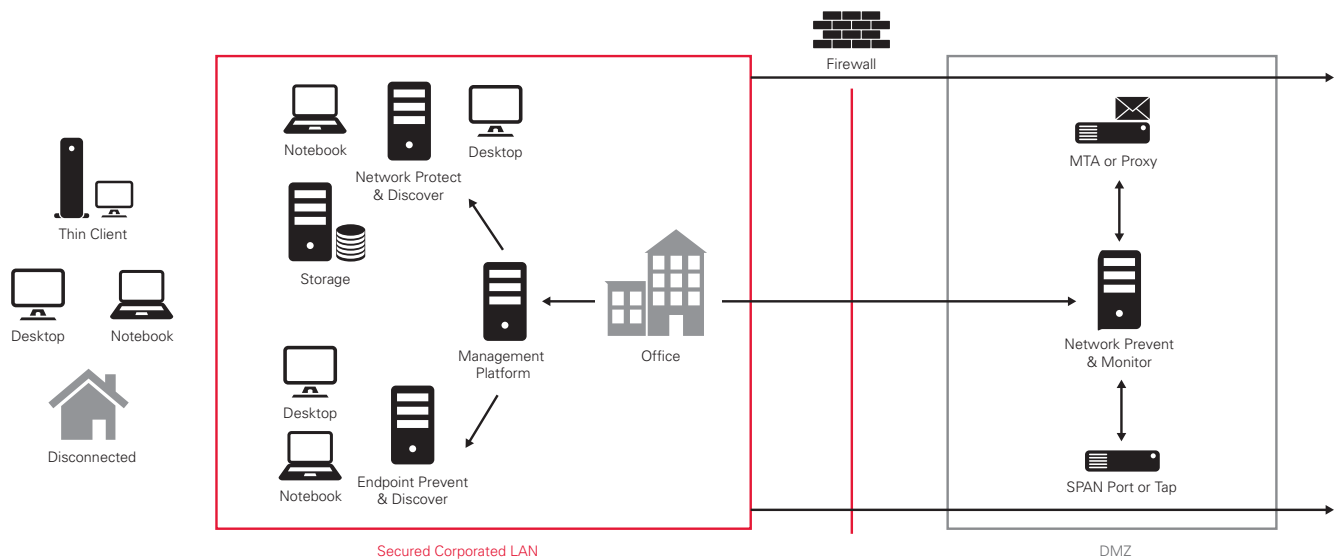 Firewall
Thin Client
Desktop
Notebook
Disconnected
Notebook
Network Protect
& Discover
Desktop
Storage
Management
Platform
Office
Desktop
Notebook
Endpoint Prevent
& Discover
Secured Corporated LAN
MTA or Proxy
Network Prevent
& Monitor
SPAN Port or Tap
DMZ